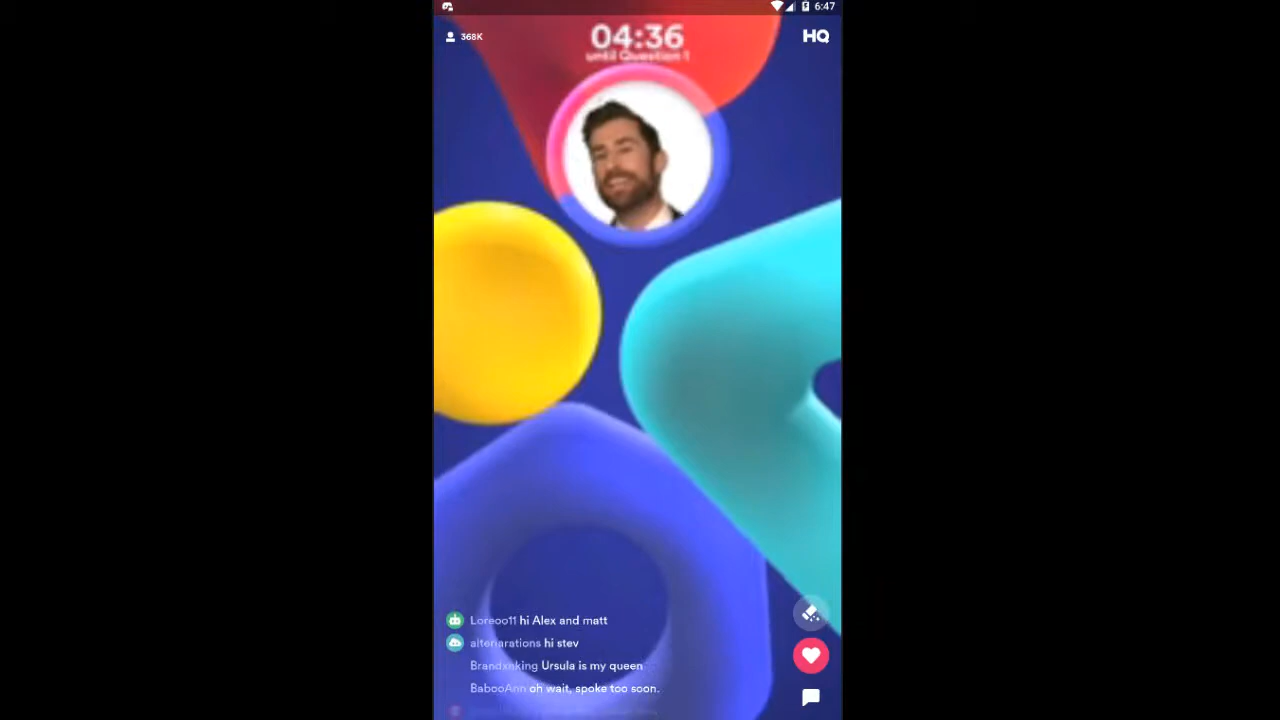 6:47
368K
04:36
HQ
until Question 1
Loreoo11 hi Alex and matt
alteriarations hi stev
Brandxnking Ursula is my queen
BabooAnn oh wait, spoke too soon.